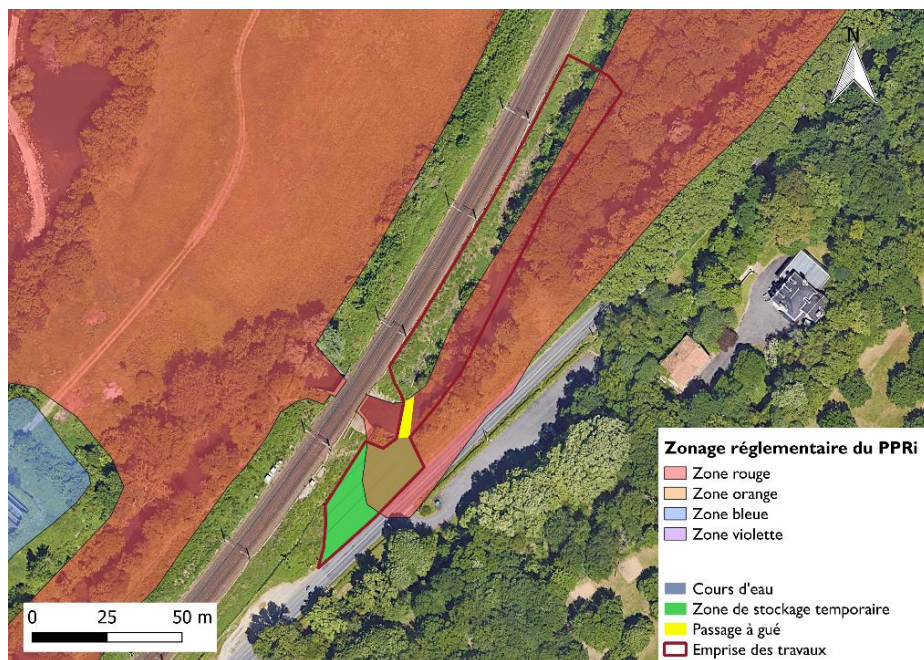 N
Zonage réglementaire du PPRi
Zone rouge
Zone orange
Zone bleue
Zone violette
Cours d'eau
Zone de stockage temporaire
Passage à gué
Emprise des travaux
0 25 50 m